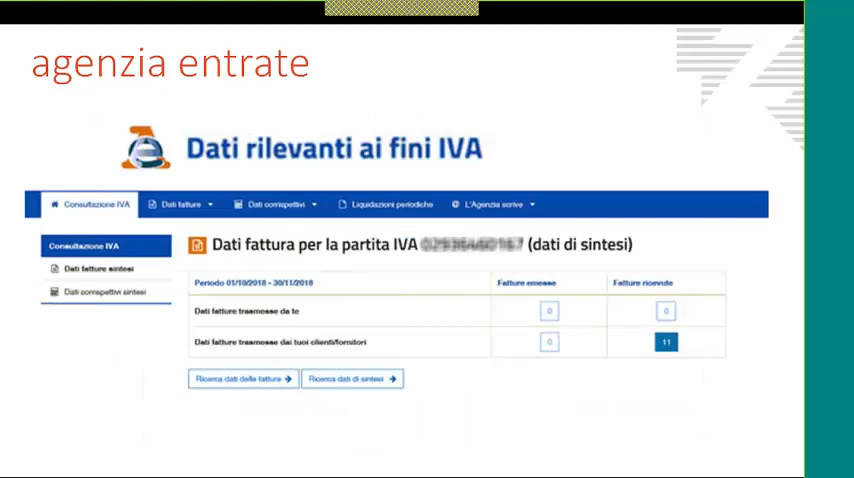 agenzia entrate
Dati rilevanti ai fini IVA
Consultazione IVA Dati fatture Dati corrispettivi Liquidazioni periodiche L'Agenzia scrive
Consultazione IVA
Dati fatture sintesi
Dati corrispettivi sintesi
Dati fattura per la partita IVA (dati di sintesi)
Periodo 01/10/2018 - 30/11/2018 Fatture emesse Fatture ricevute
Dati fatture trasmesse da te 0 0
Dati fatture trasmesse dai tuoi clienti/fornitori 0 11
Ricerca dati delle fatture Ricerca dati di sintesi